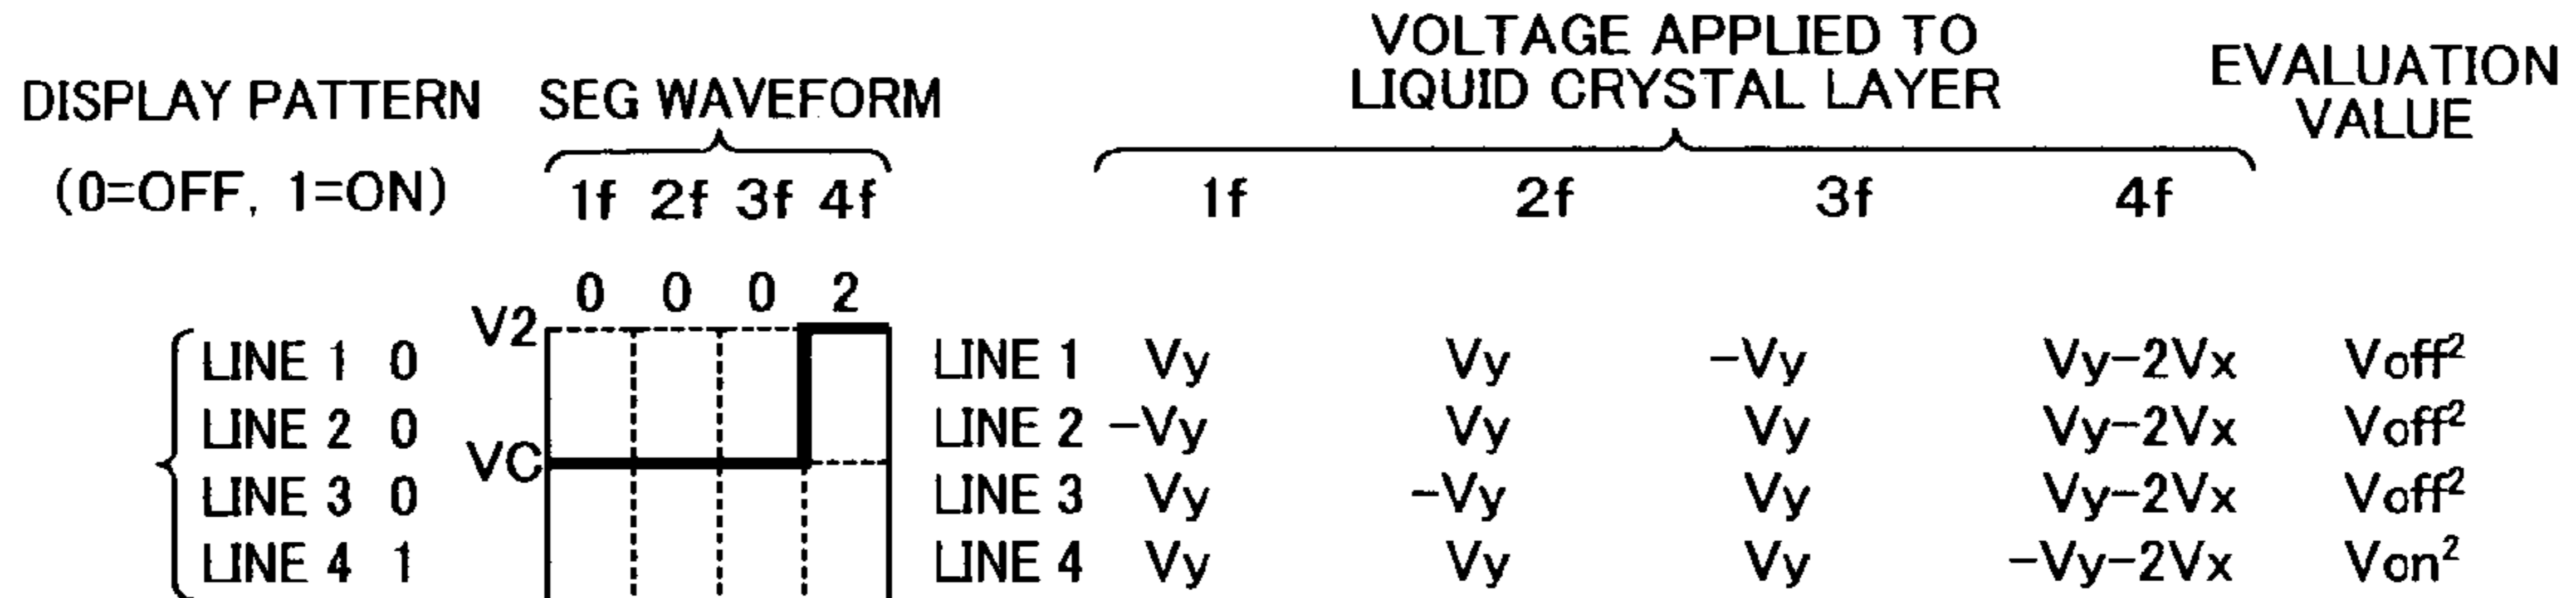 DISPLAY PATTERN
(0=OFF, 1=ON)
SEG WAVEFORM
1f 2f 3f 4f
VOLTAGE APPLIED TO
LIQUID CRYSTAL LAYER
1f 2f 3f 4f
EVALUATION
VALUE
0 0 0 2
V2
VC
LINE 1 0
LINE 2 0
LINE 3 0
LINE 4 1
LINE 1 Vy Vy -Vy Vy-2Vx Voff²
LINE 2 -Vy Vy Vy Vy-2Vx Voff²
LINE 3 Vy -Vy Vy Vy-2Vx Voff²
LINE 4 Vy Vy Vy -Vy-2Vx Von²